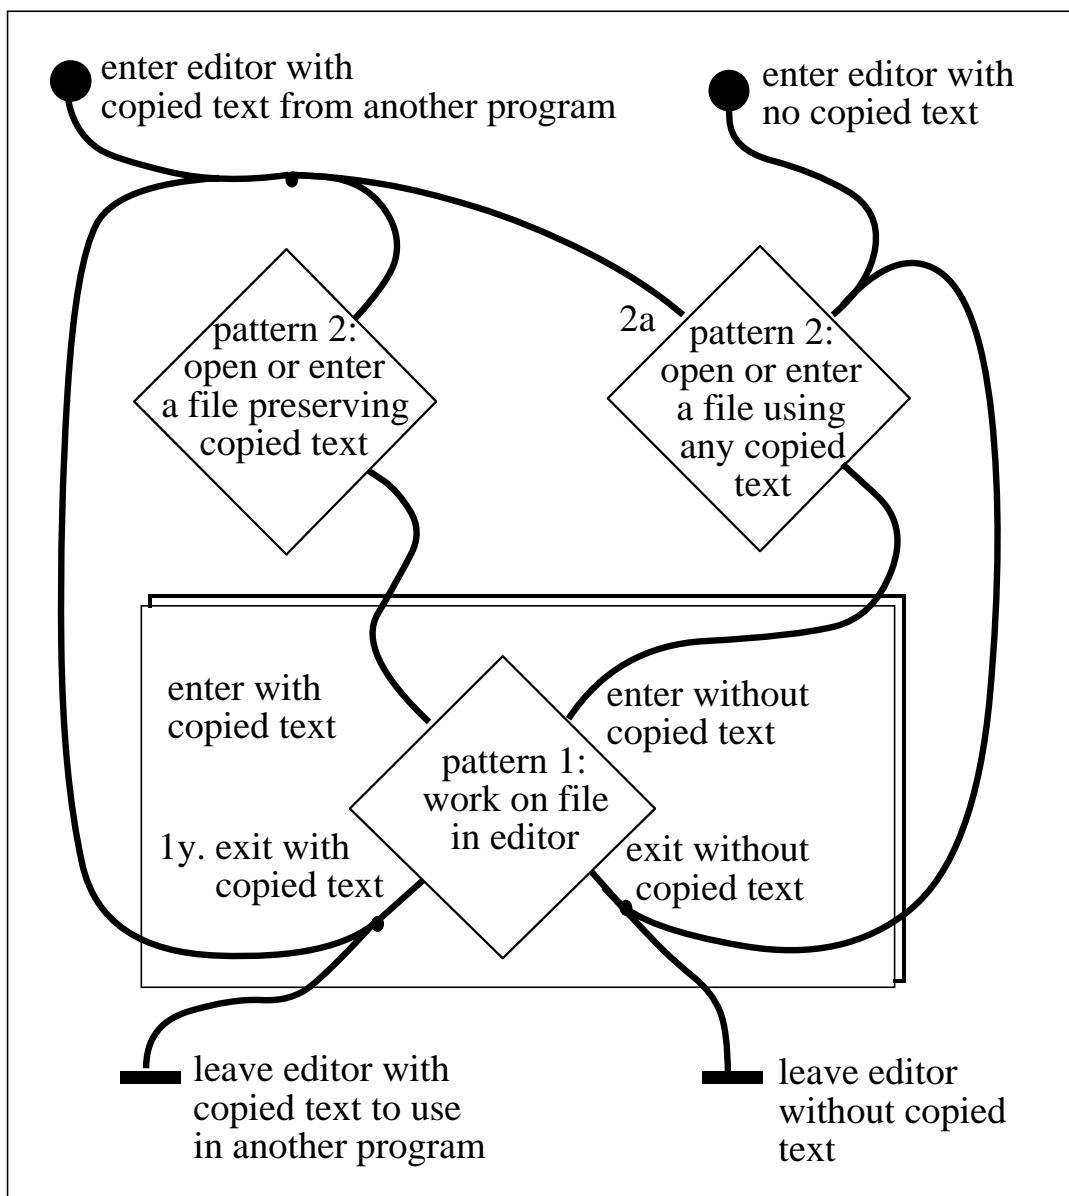 enter editor with
copied text from another program
enter editor with
no copied text
2a
pattern 2:
open or enter
a file preserving
copied text
pattern 2:
open or enter
a file using
any copied
text
enter with
copied text
enter without
copied text
pattern 1:
work on file
in editor
1y. exit with
copied text
exit without
copied text
leave editor with
copied text to use
in another program
leave editor
without copied
text